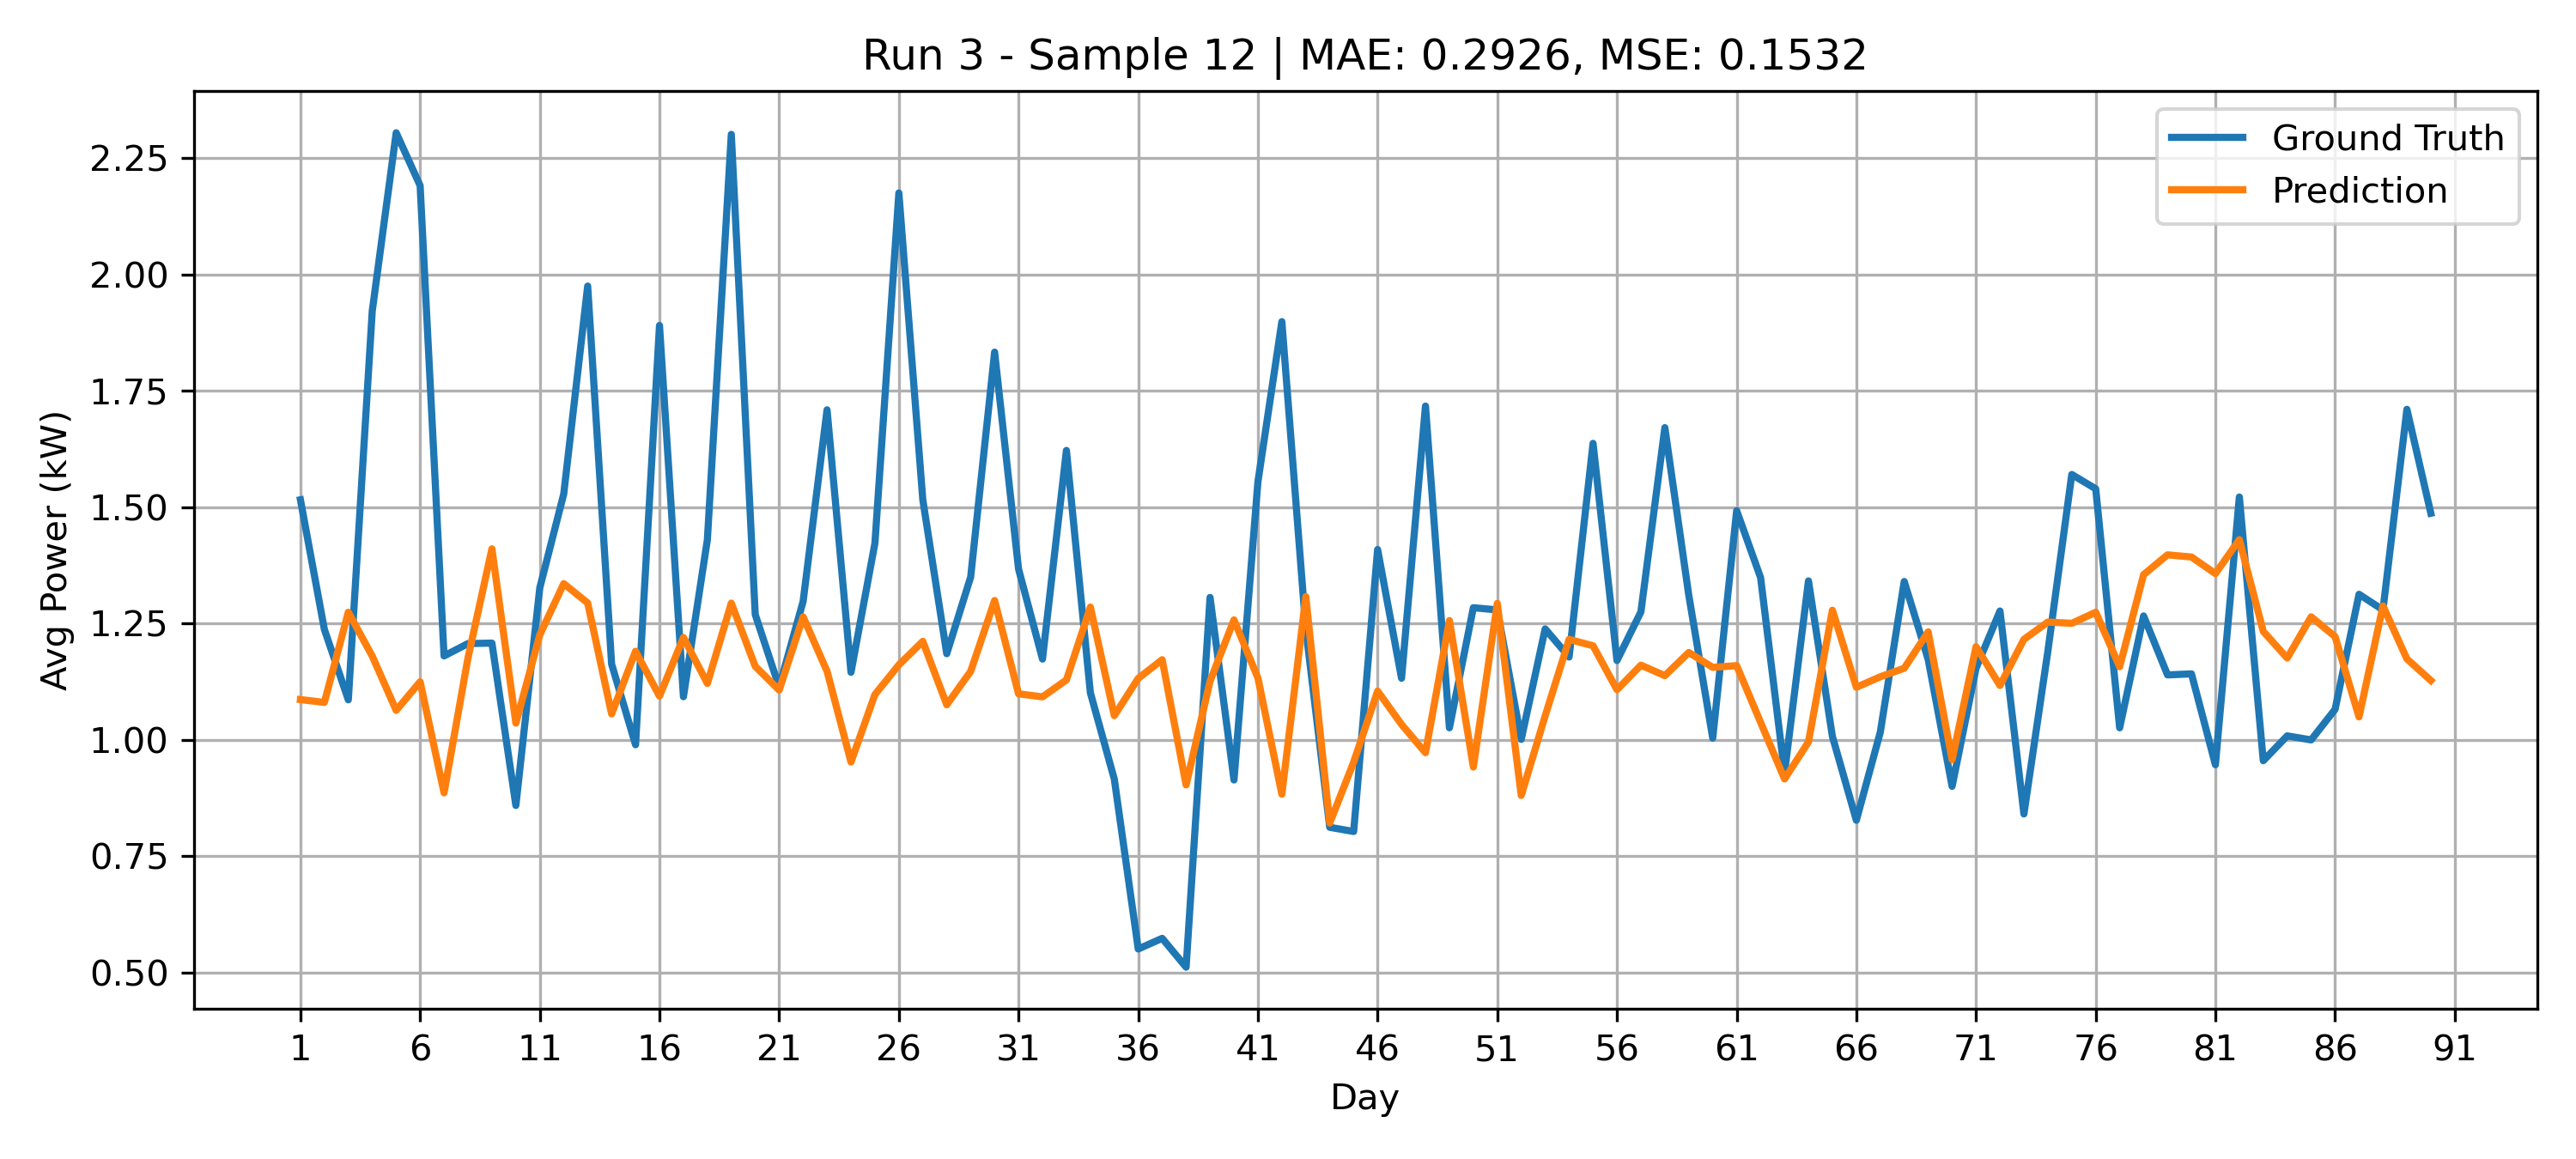 Run 3 - Sample 12 | MAE: 0.2926, MSE: 0.1532
Ground Truth
Prediction
Avg Power (kW)
2.25
2.00
1.75
1.50
1.25
1.00
0.75
0.50
1 6 11 16 21 26 31 36 41 46 51 56 61 66 71 76 81 86 91
Day